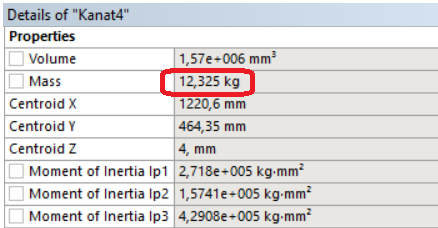 Details of "Kanat4"
Properties
Volume 1,57e+006 mm³
Mass 12,325 kg
Centroid X 1220,6 mm
Centroid Y 464,35 mm
Centroid Z 4, mm
Moment of Inertia Ip1 2,718e+005 kg·mm²
Moment of Inertia Ip2 1,5741e+005 kg·mm²
Moment of Inertia Ip3 4,2908e+005 kg·mm²